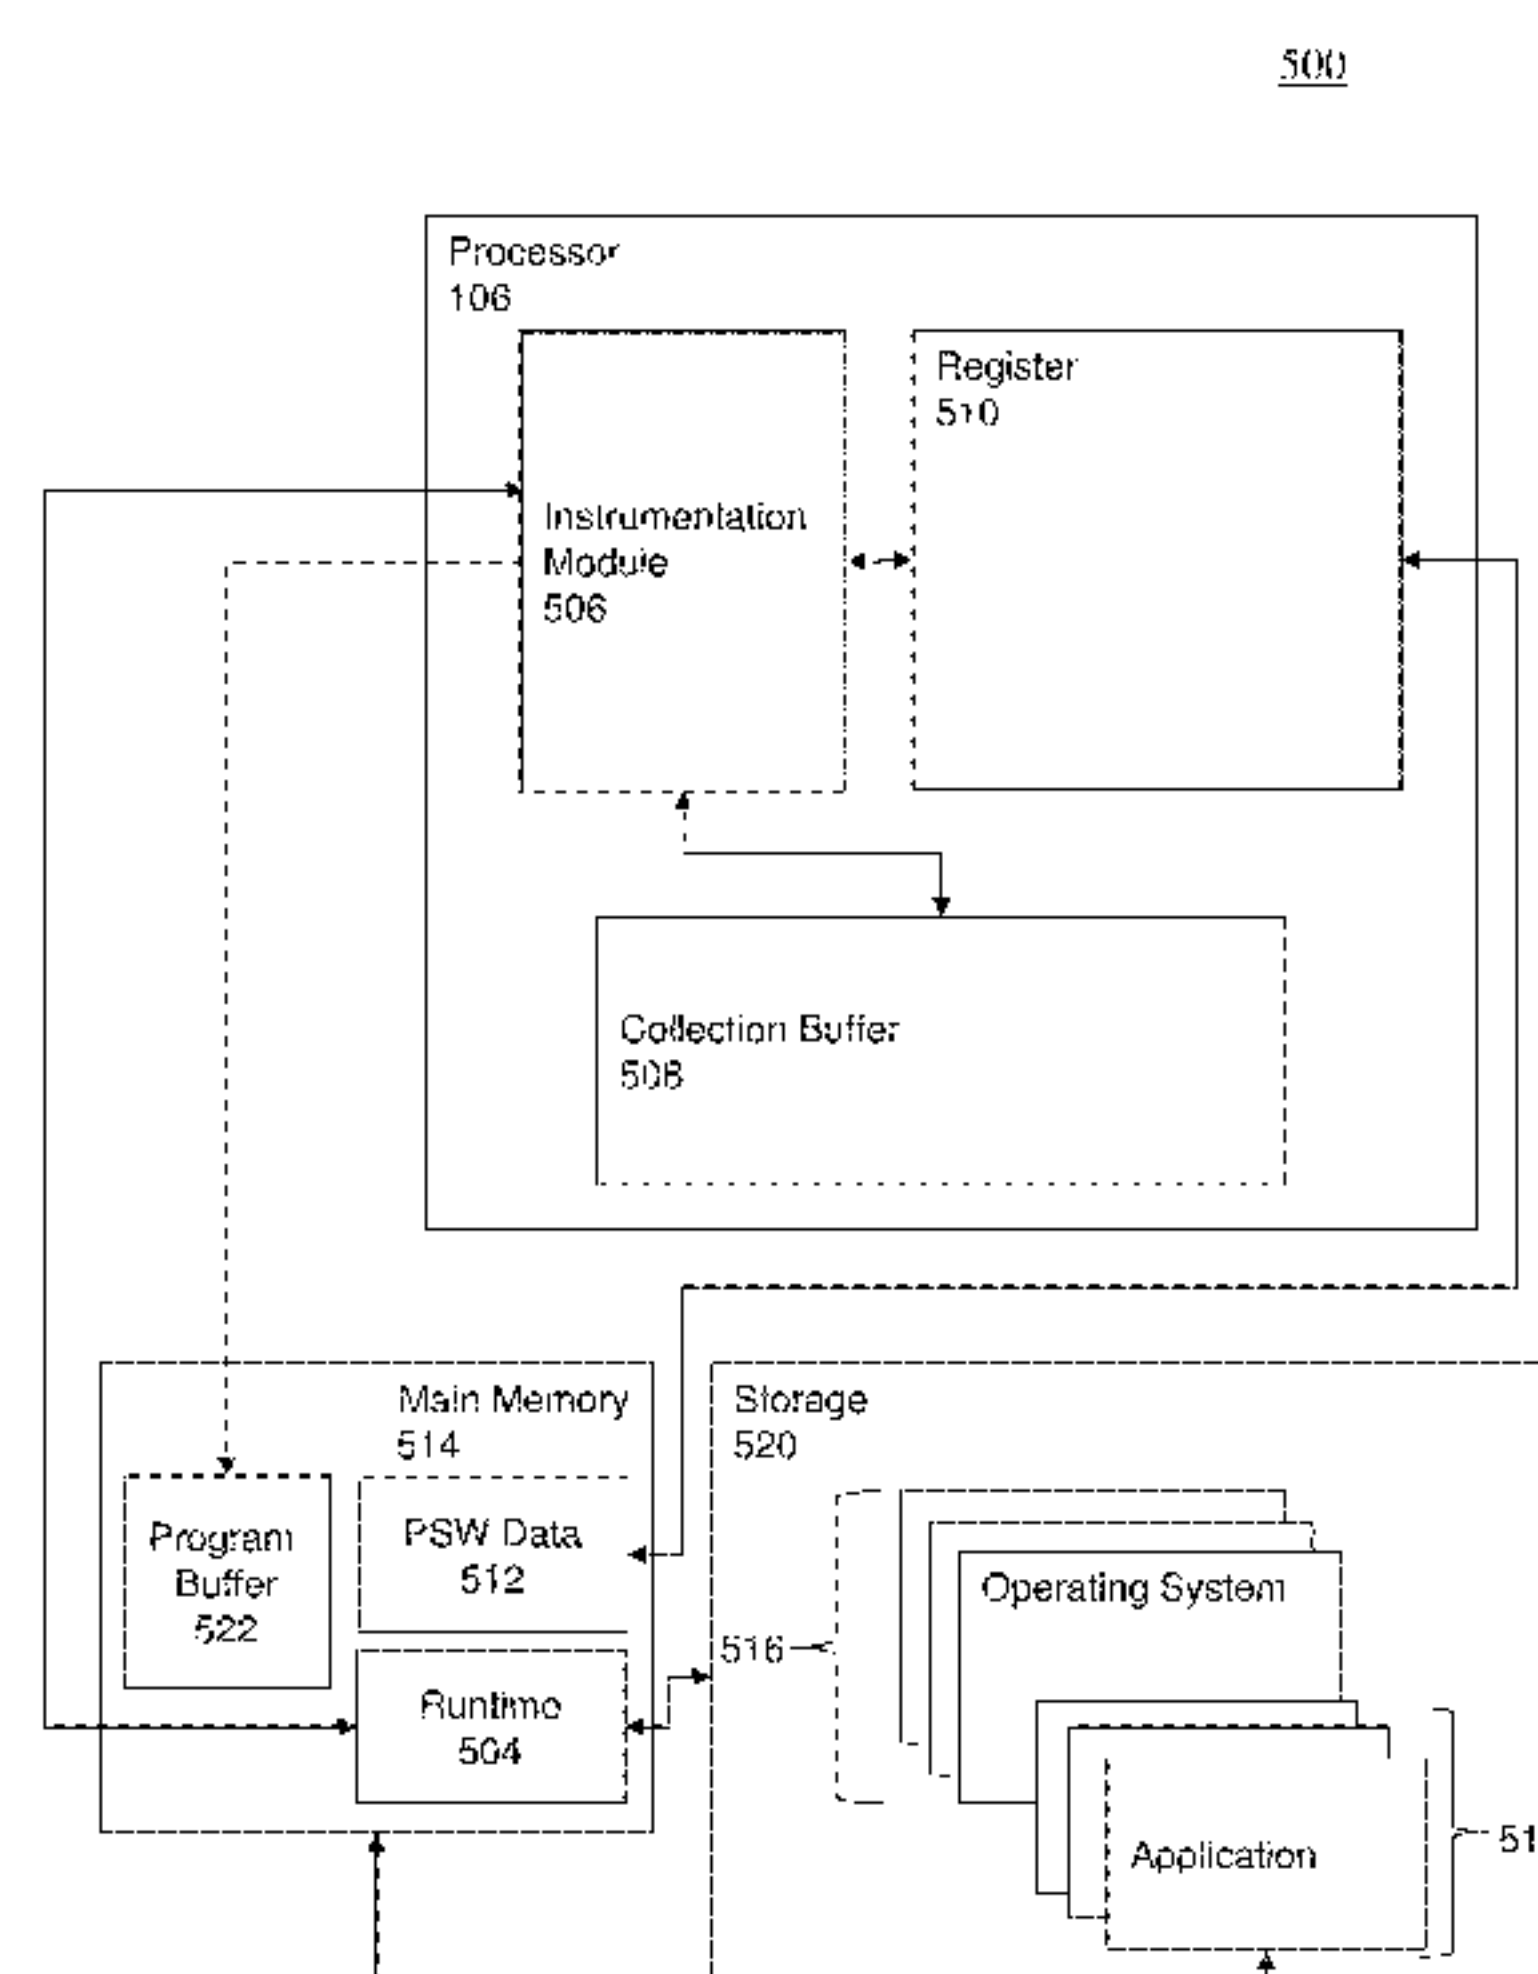 500
Processor
106
Instrumentation
Module
506
Register
510
Collection Buffer
508
Main Memory
514
Program
Buffer
522
PSW Data
512
Runtime
504
Storage
520
Operating System
516
Application
51